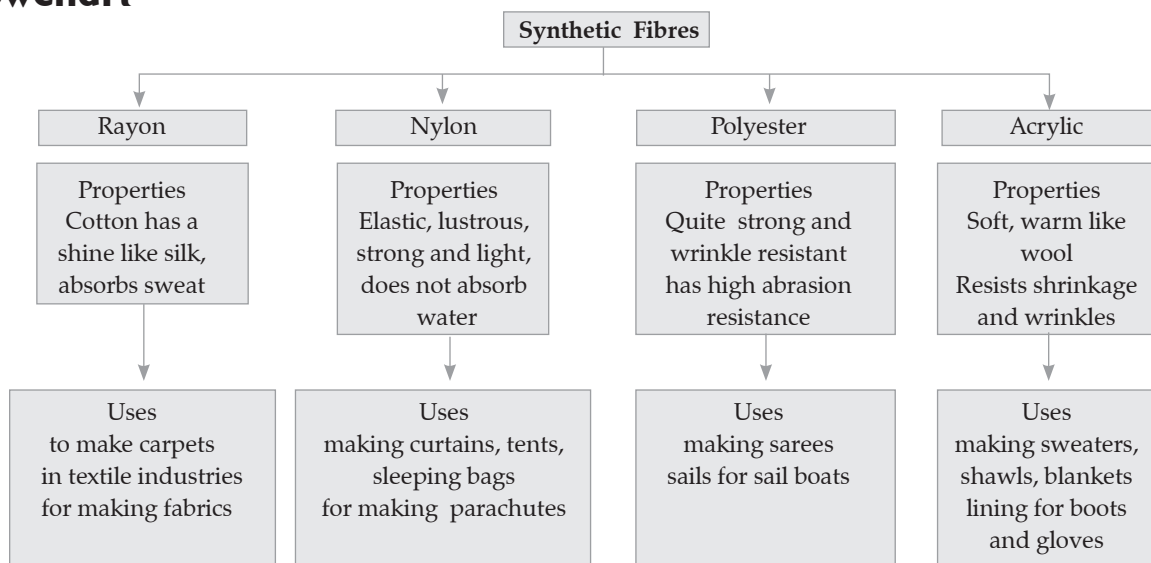 Synthetic Fibres
Rayon
Properties
Cotton has a
shine like silk,
absorbs sweat
Uses
to make carpets
in textile industries
for making fabrics
Nylon
Properties
Elastic, lustrous,
strong and light,
does not absorb
water
Uses
making curtains, tents,
sleeping bags
for making parachutes
Polyester
Properties
Quite strong and
wrinkle resistant
has high abrasion
resistance
Uses
making sarees
sails for sail boats
Acrylic
Properties
Soft, warm like
wool
Resists shrinkage
and wrinkles
Uses
making sweaters,
shawls, blankets
lining for boots
and gloves